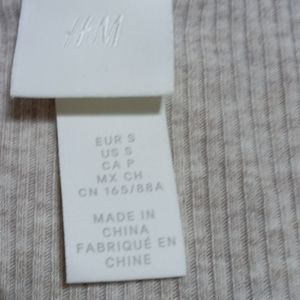 H&M
EUR S
US S
CA P
MX CH
CN 165/88A
MADE IN
CHINA
FABRIQUÉ EN
CHINE